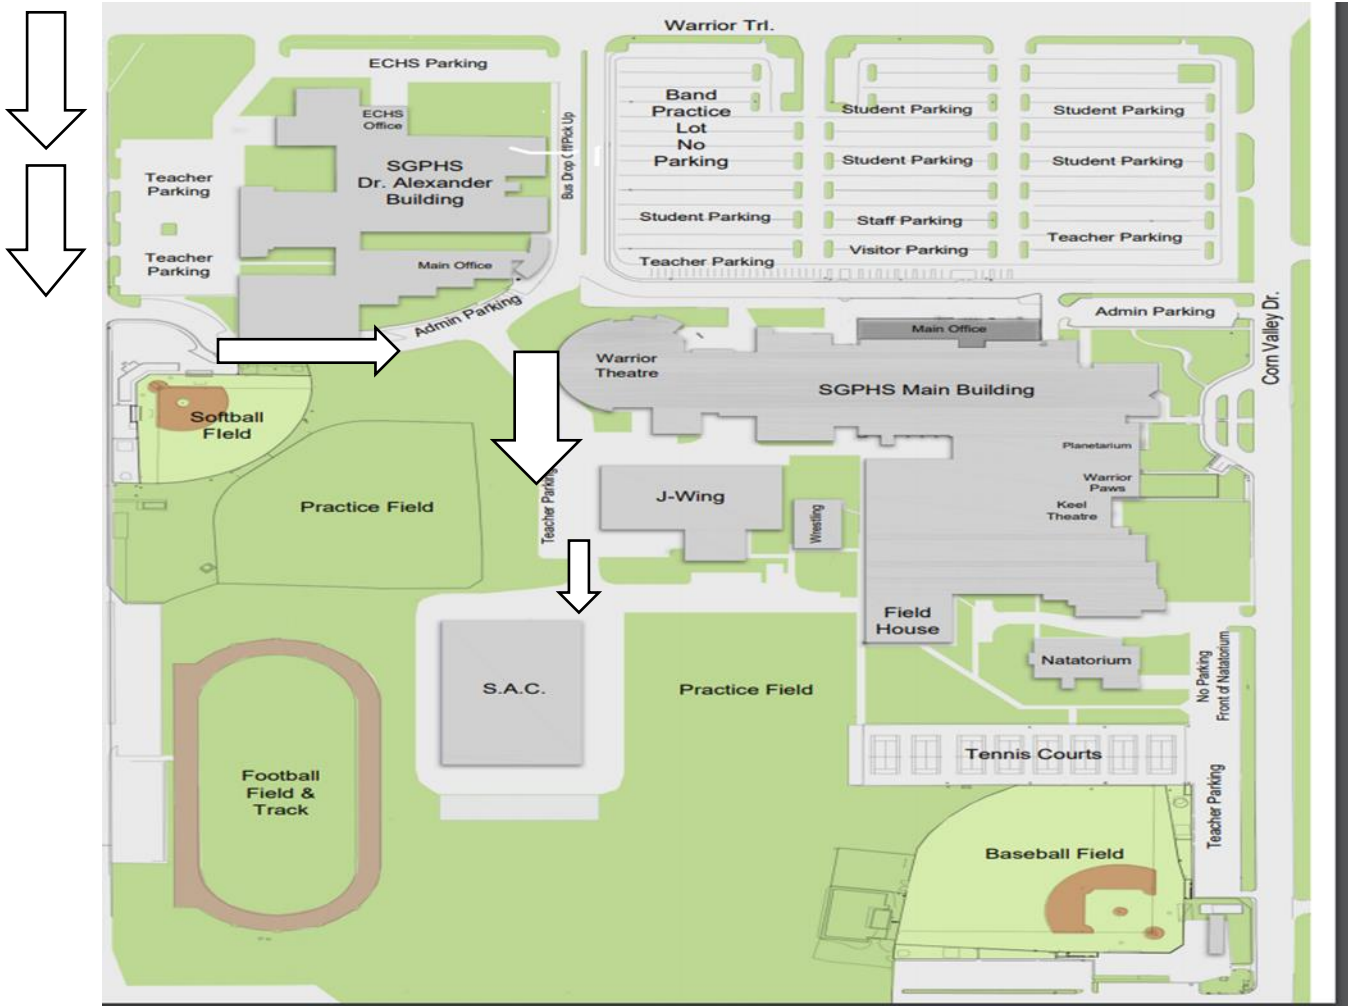 Warrior Trl.
ECHS Parking
ECHS
Office
SGPHS
Dr. Alexander
Building
Teacher
Parking
Teacher
Parking
Main Office
Admin Parking
Bus Drop Off/Pick Up
Band
Practice
Lot
No
Parking
Student Parking
Teacher Parking
Student Parking
Student Parking
Staff Parking
Visitor Parking
Student Parking
Student Parking
Teacher Parking
Corn Valley Dr.
Admin Parking
Main Office
Warrior
Theatre
SGPHS Main Building
Planetarium
Warrior
Paws
Keel
Theatre
Softball
Field
Practice Field
Teacher Parking
J-Wing
Wrestling
Field
House
Natatorium
No Parking
Front of Natatorium
S.A.C.
Practice Field
Tennis Courts
Teacher Parking
Football
Field &
Track
Baseball Field